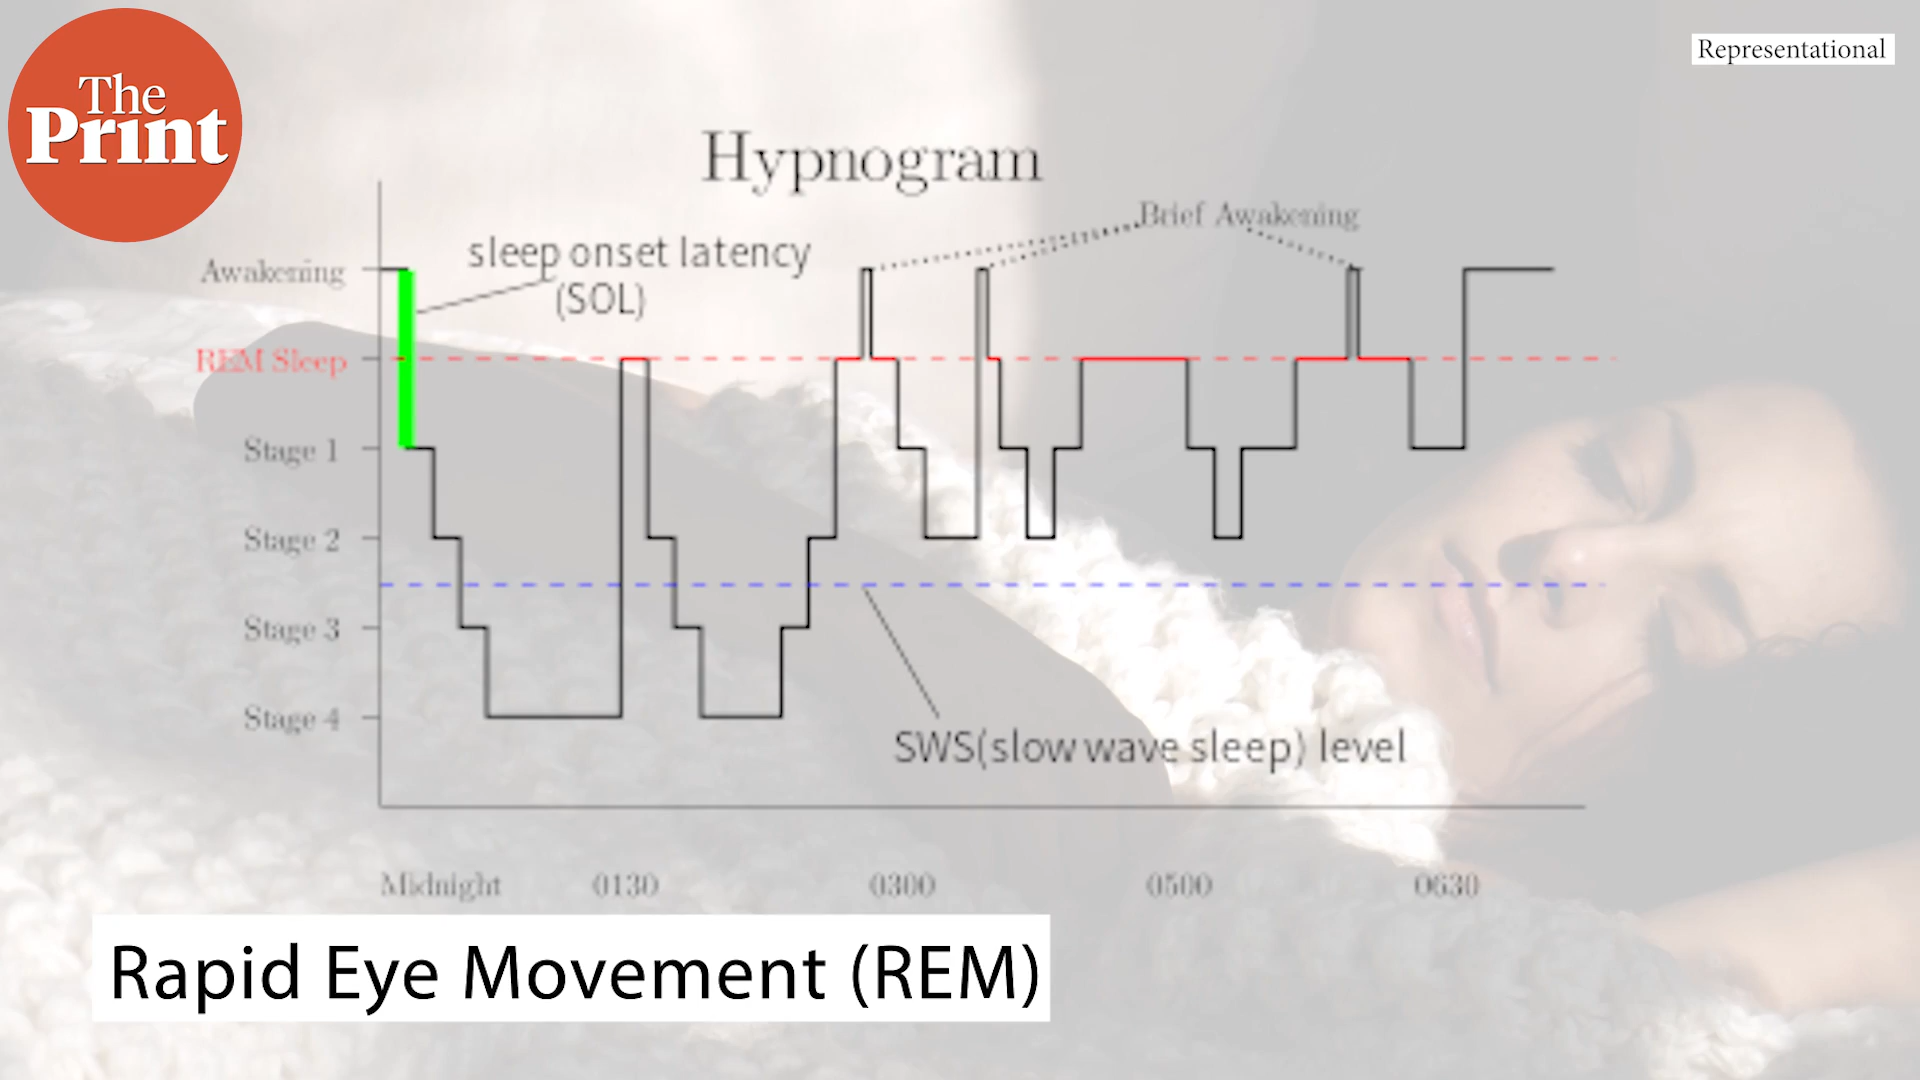 The
Print
Representational
Hypnogram
Brief Awakening
sleep onset latency
(SOL)
Awakening
REM Sleep
Stage 1
Stage 2
Stage 3
Stage 4
SWS(slow wave sleep) level
Midnight 0130 0300 0500 0630
Rapid Eye Movement (REM)